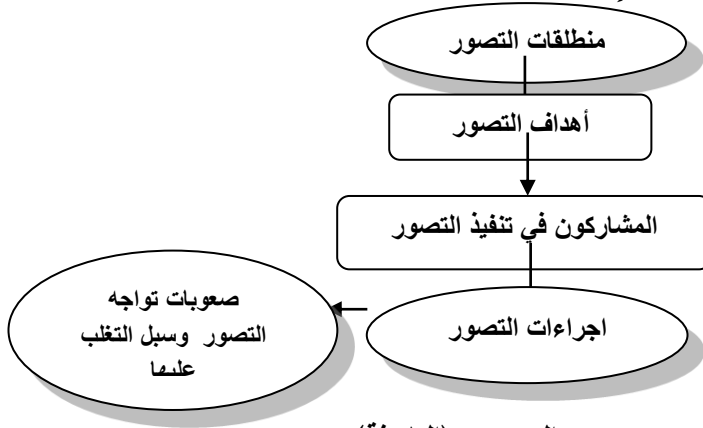 منطلقات التصور
أهداف التصور
المشاركون في تنفيذ التصور
اجراءات التصور
صعوبات تواجه
التصور وسبل التغلب
عليها